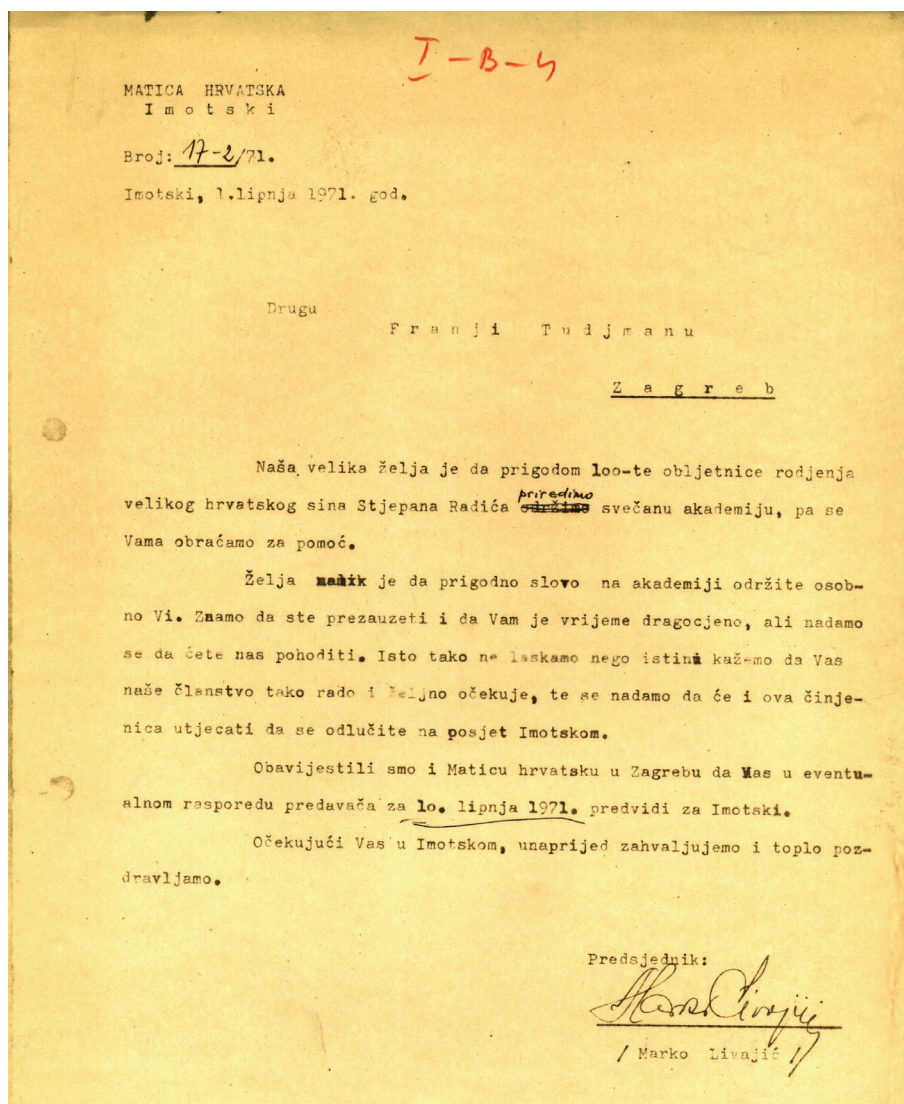 I-B-4
MATICA HRVATSKA
I m o t s k i
Broj: 17-2/71.
Imotski, 1.lipnja 1971. god.
Drugu
F r a n j i T u d j m a n u
Z a g r e b
Naša velika želja je da prigodom loo-te obljetnice rodjenja
priredimo
velikog hrvatskog sina Stjepana Radića održimo svečanu akademiju, pa se
Vama obraćamo za pomoć.
Želja je da prigodno slovo na akademiji održite osob-
no Vi. Znamo da ste prezauzeti i da Vam je vrijeme dragocjeno, ali nadamo
se da ćete nas pohoditi. Isto tako ne laskamo nego istini kažemo da Vas
naše članstvo tako rado i željno očekuje, te se nadamo da će i ova činje-
nica utjecati da se odlučite na posjet Imotskom.
Obavijestili smo i Maticu hrvatsku u Zagrebu da Vas u eventu-
alnom rasporedu predavača za lo. lipnja 1971. predvidi za Imotski.
Očekujući Vas u Imotskom, unaprijed zahvaljujemo i toplo poz-
dravljamo.
Predsjednik:
/ Marko Livajić /